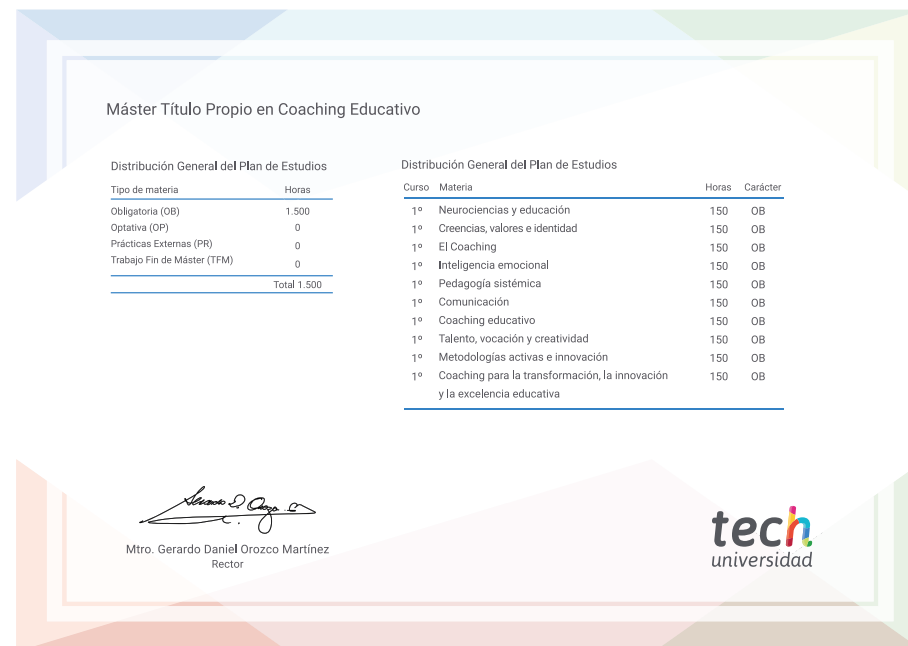 Máster Título Propio en Coaching Educativo
Distribución General del Plan de Estudios
Tipo de materia Horas
Obligatoria (OB) 1.500
Optativa (OP) 0
Prácticas Externas (PR) 0
Trabajo Fin de Máster (TFM) 0
Total 1.500
Distribución General del Plan de Estudios
Curso Materia Horas Carácter
1º Neurociencias y educación 150 OB
1º Creencias, valores e identidad 150 OB
1º El Coaching 150 OB
1º Inteligencia emocional 150 OB
1º Pedagogía sistémica 150 OB
1º Comunicación 150 OB
1º Coaching educativo 150 OB
1º Talento, vocación y creatividad 150 OB
1º Metodologías activas e innovación 150 OB
1º Coaching para la transformación, la innovación 150 OB
y la excelencia educativa
Mtro. Gerardo Daniel Orozco Martínez
Rector
tech
universidad